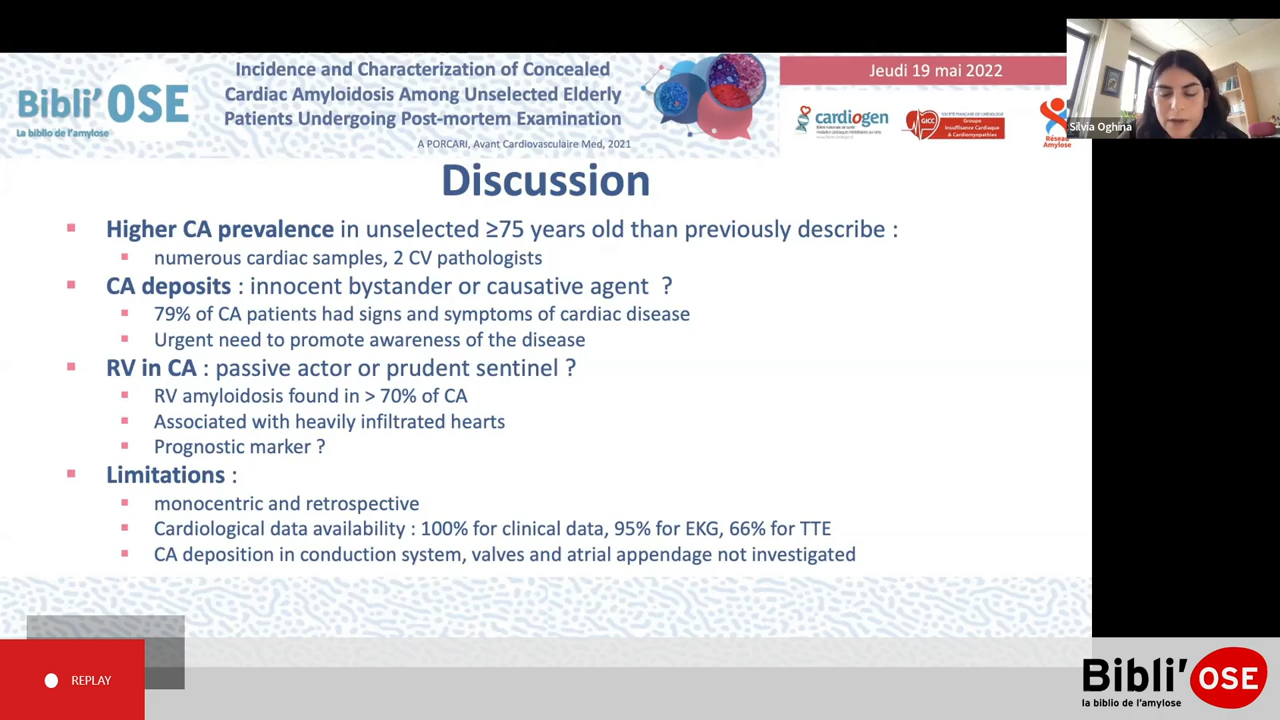 Bibli'OSE
La biblio de l'amylose
Incidence and Characterization of Concealed
Cardiac Amyloidosis Among Unselected Elderly
Patients Undergoing Post-mortem Examination
A PORCARI, Avant Cardiovasculaire Med, 2021
Jeudi 19 mai 2022
cardiogen
GICC
Groupe
Insuffisance Cardiaque
& Cardiomyopathies
Réseau
Amylose
Silvia Oghina
Discussion
Higher CA prevalence in unselected ≥75 years old than previously describe :
numerous cardiac samples, 2 CV pathologists
CA deposits : innocent bystander or causative agent ?
79% of CA patients had signs and symptoms of cardiac disease
Urgent need to promote awareness of the disease
RV in CA : passive actor or prudent sentinel ?
RV amyloidosis found in > 70% of CA
Associated with heavily infiltrated hearts
Prognostic marker ?
Limitations :
monocentric and retrospective
Cardiological data availability : 100% for clinical data, 95% for EKG, 66% for TTE
CA deposition in conduction system, valves and atrial appendage not investigated
REPLAY
Bibli'OSE
la biblio de l'amylose